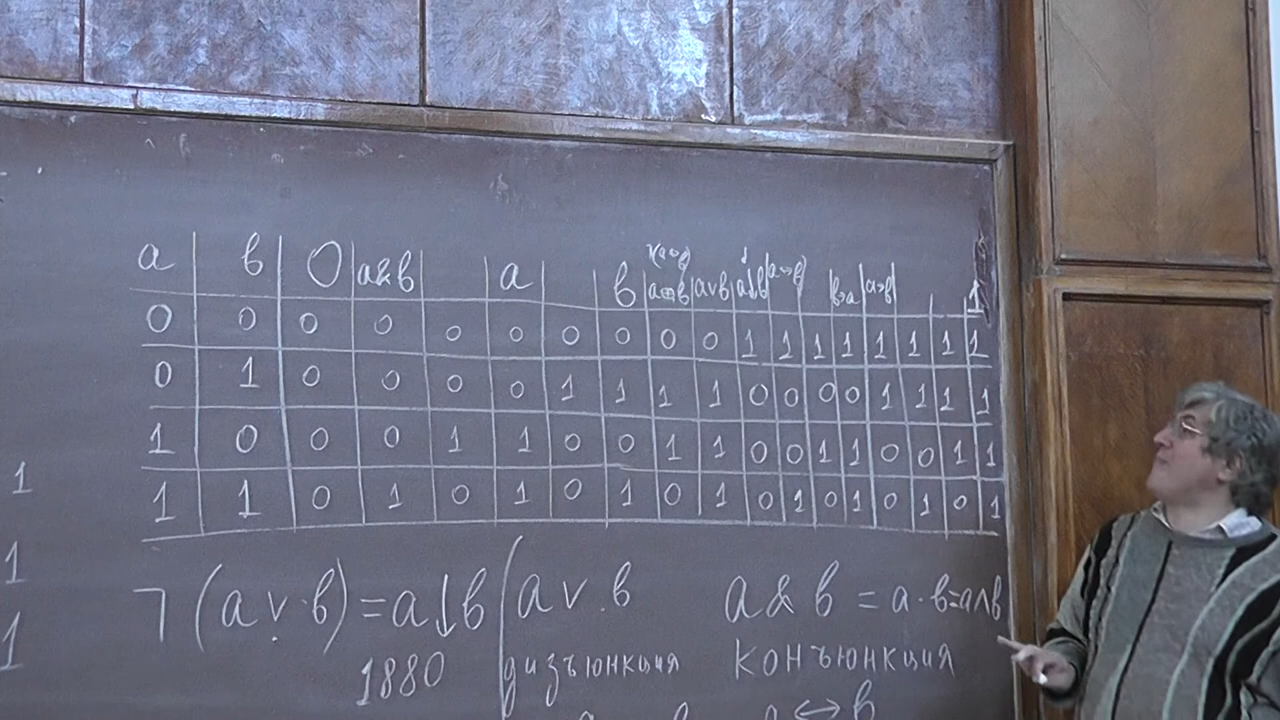 a в 0 a&в a в a∨в a↓в в→a a→в 1
0 0 0 0 0 0 0 0 0 0 1 1 1 1 1 1 1 1
0 1 0 0 0 0 1 1 1 1 0 0 0 0 1 1 1 1
1 0 0 0 1 1 0 0 1 1 0 0 1 1 0 0 1 1
1 1 0 1 0 1 0 1 0 1 0 1 0 1 0 1 0 1
1
1
1
¬(a∨в)=a↓в a∨в a&в=a·в=a∧в
1880 дизъюнкция конъюнкция
a↔в